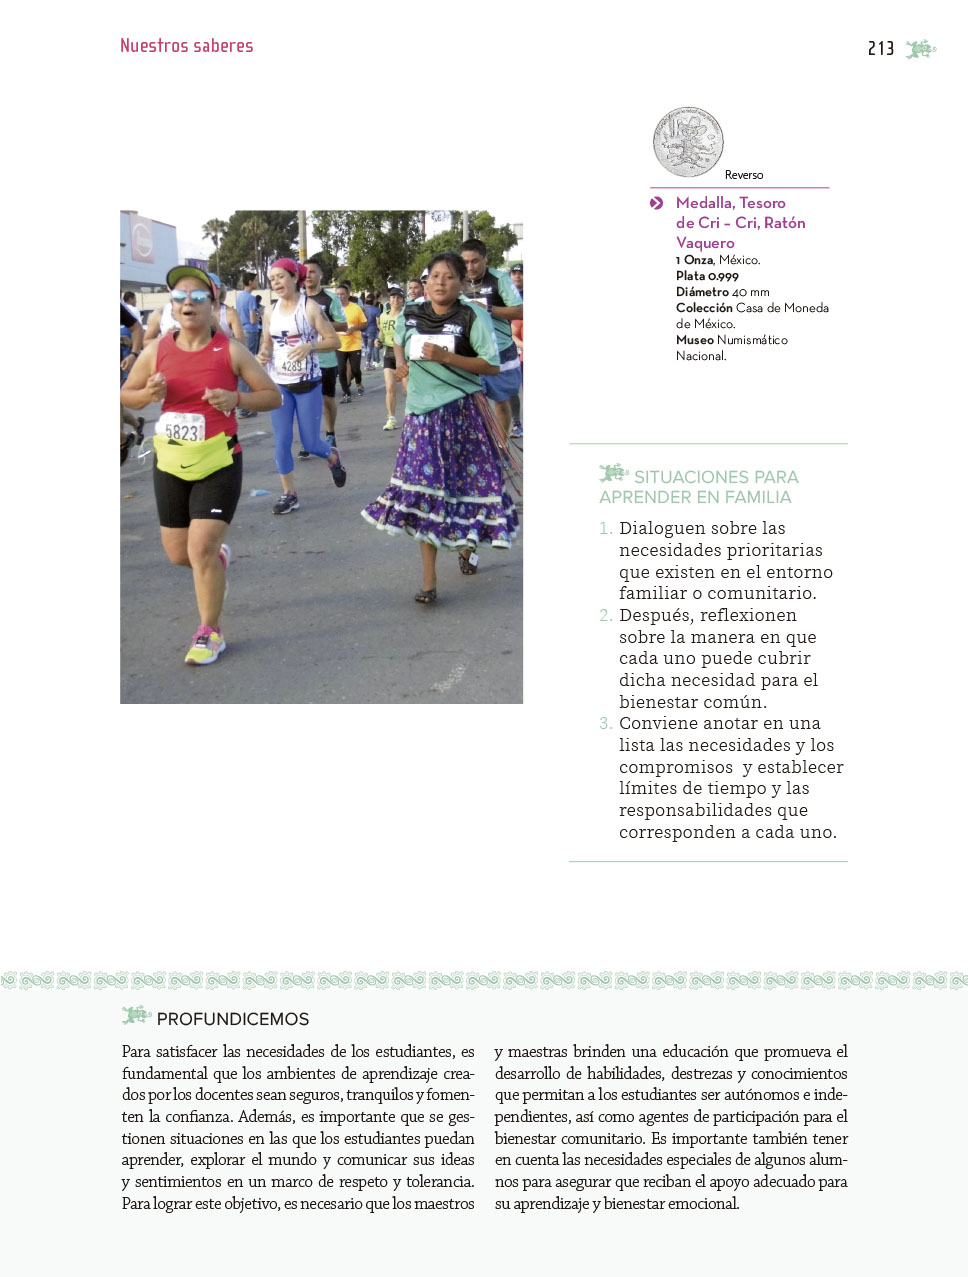 Nuestros saberes
213
Reverso
Medalla, Tesoro
de Cri – Cri, Ratón
Vaquero
1 Onza, México.
Plata 0.999
Diámetro 40 mm
Colección Casa de Moneda
de México.
Museo Numismático
Nacional.
4289
5823
#R
SITUACIONES PARA
APRENDER EN FAMILIA
1. Dialoguen sobre las
necesidades prioritarias
que existen en el entorno
familiar o comunitario.
2. Después, reflexionen
sobre la manera en que
cada uno puede cubrir
dicha necesidad para el
bienestar común.
3. Conviene anotar en una
lista las necesidades y los
compromisos  y establecer
límites de tiempo y las
responsabilidades que
corresponden a cada uno.
PROFUNDICEMOS
Para satisfacer las necesidades de los estudiantes, es
fundamental que los ambientes de aprendizaje crea-
dos por los docentes sean seguros, tranquilos y fomen-
ten la confianza. Además, es importante que se ges-
tionen situaciones en las que los estudiantes puedan
aprender, explorar el mundo y comunicar sus ideas
y sentimientos en un marco de respeto y tolerancia.
Para lograr este objetivo, es necesario que los maestros
y maestras brinden una educación que promueva el
desarrollo de habilidades, destrezas y conocimientos
que permitan a los estudiantes ser autónomos e inde-
pendientes, así como agentes de participación para el
bienestar comunitario. Es importante también tener
en cuenta las necesidades especiales de algunos alum-
nos para asegurar que reciban el apoyo adecuado para
su aprendizaje y bienestar emocional.